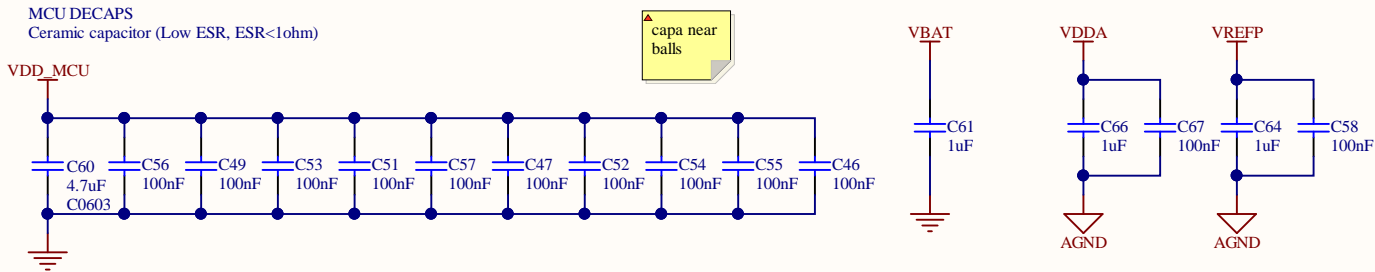 MCU DECAPS
Ceramic capacitor (Low ESR, ESR<1ohm)
capa near
balls
VDD_MCU
VBAT
VDDA
VREFP
C60
4.7uF
C0603
C56
100nF
C49
100nF
C53
100nF
C51
100nF
C57
100nF
C47
100nF
C52
100nF
C54
100nF
C55
100nF
C46
100nF
C61
1uF
C66
1uF
C67
100nF
C64
1uF
C58
100nF
AGND
AGND